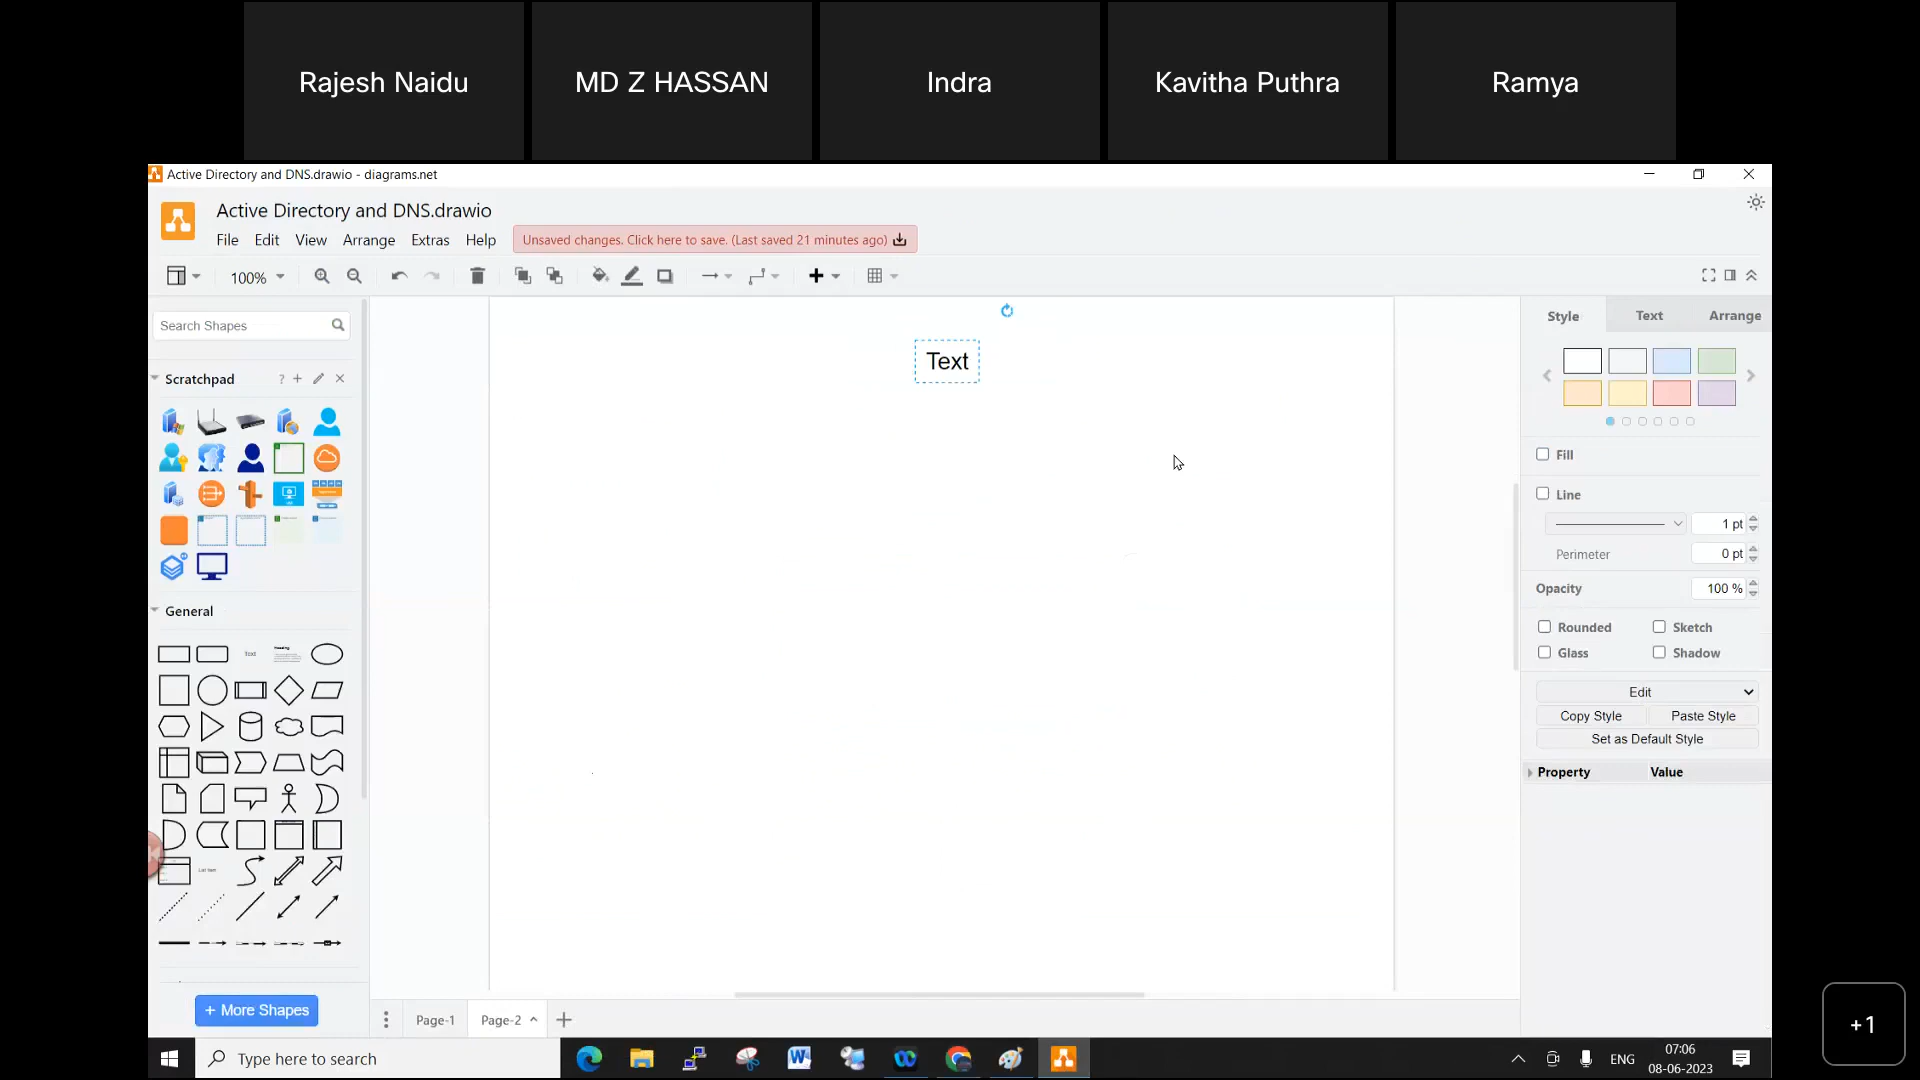 Rajesh Naidu
MD Z HASSAN
Indra
Kavitha Puthra
Ramya
Active Directory and DNS.drawio - diagrams.net
Active Directory and DNS.drawio
File Edit View Arrange Extras Help
Unsaved changes. Click here to save. (Last saved 21 minutes ago)
100%
Search Shapes
Scratchpad
?
General
Text
Heading
List Item
+ More Shapes
Text
Style Text Arrange
Fill
Line
1 pt
Perimeter
0 pt
Opacity
100 %
Rounded
Sketch
Glass
Shadow
Edit
Copy Style
Paste Style
Set as Default Style
Property Value
Page-1
Page-2
Type here to search
ENG
07:06
08-06-2023
+1